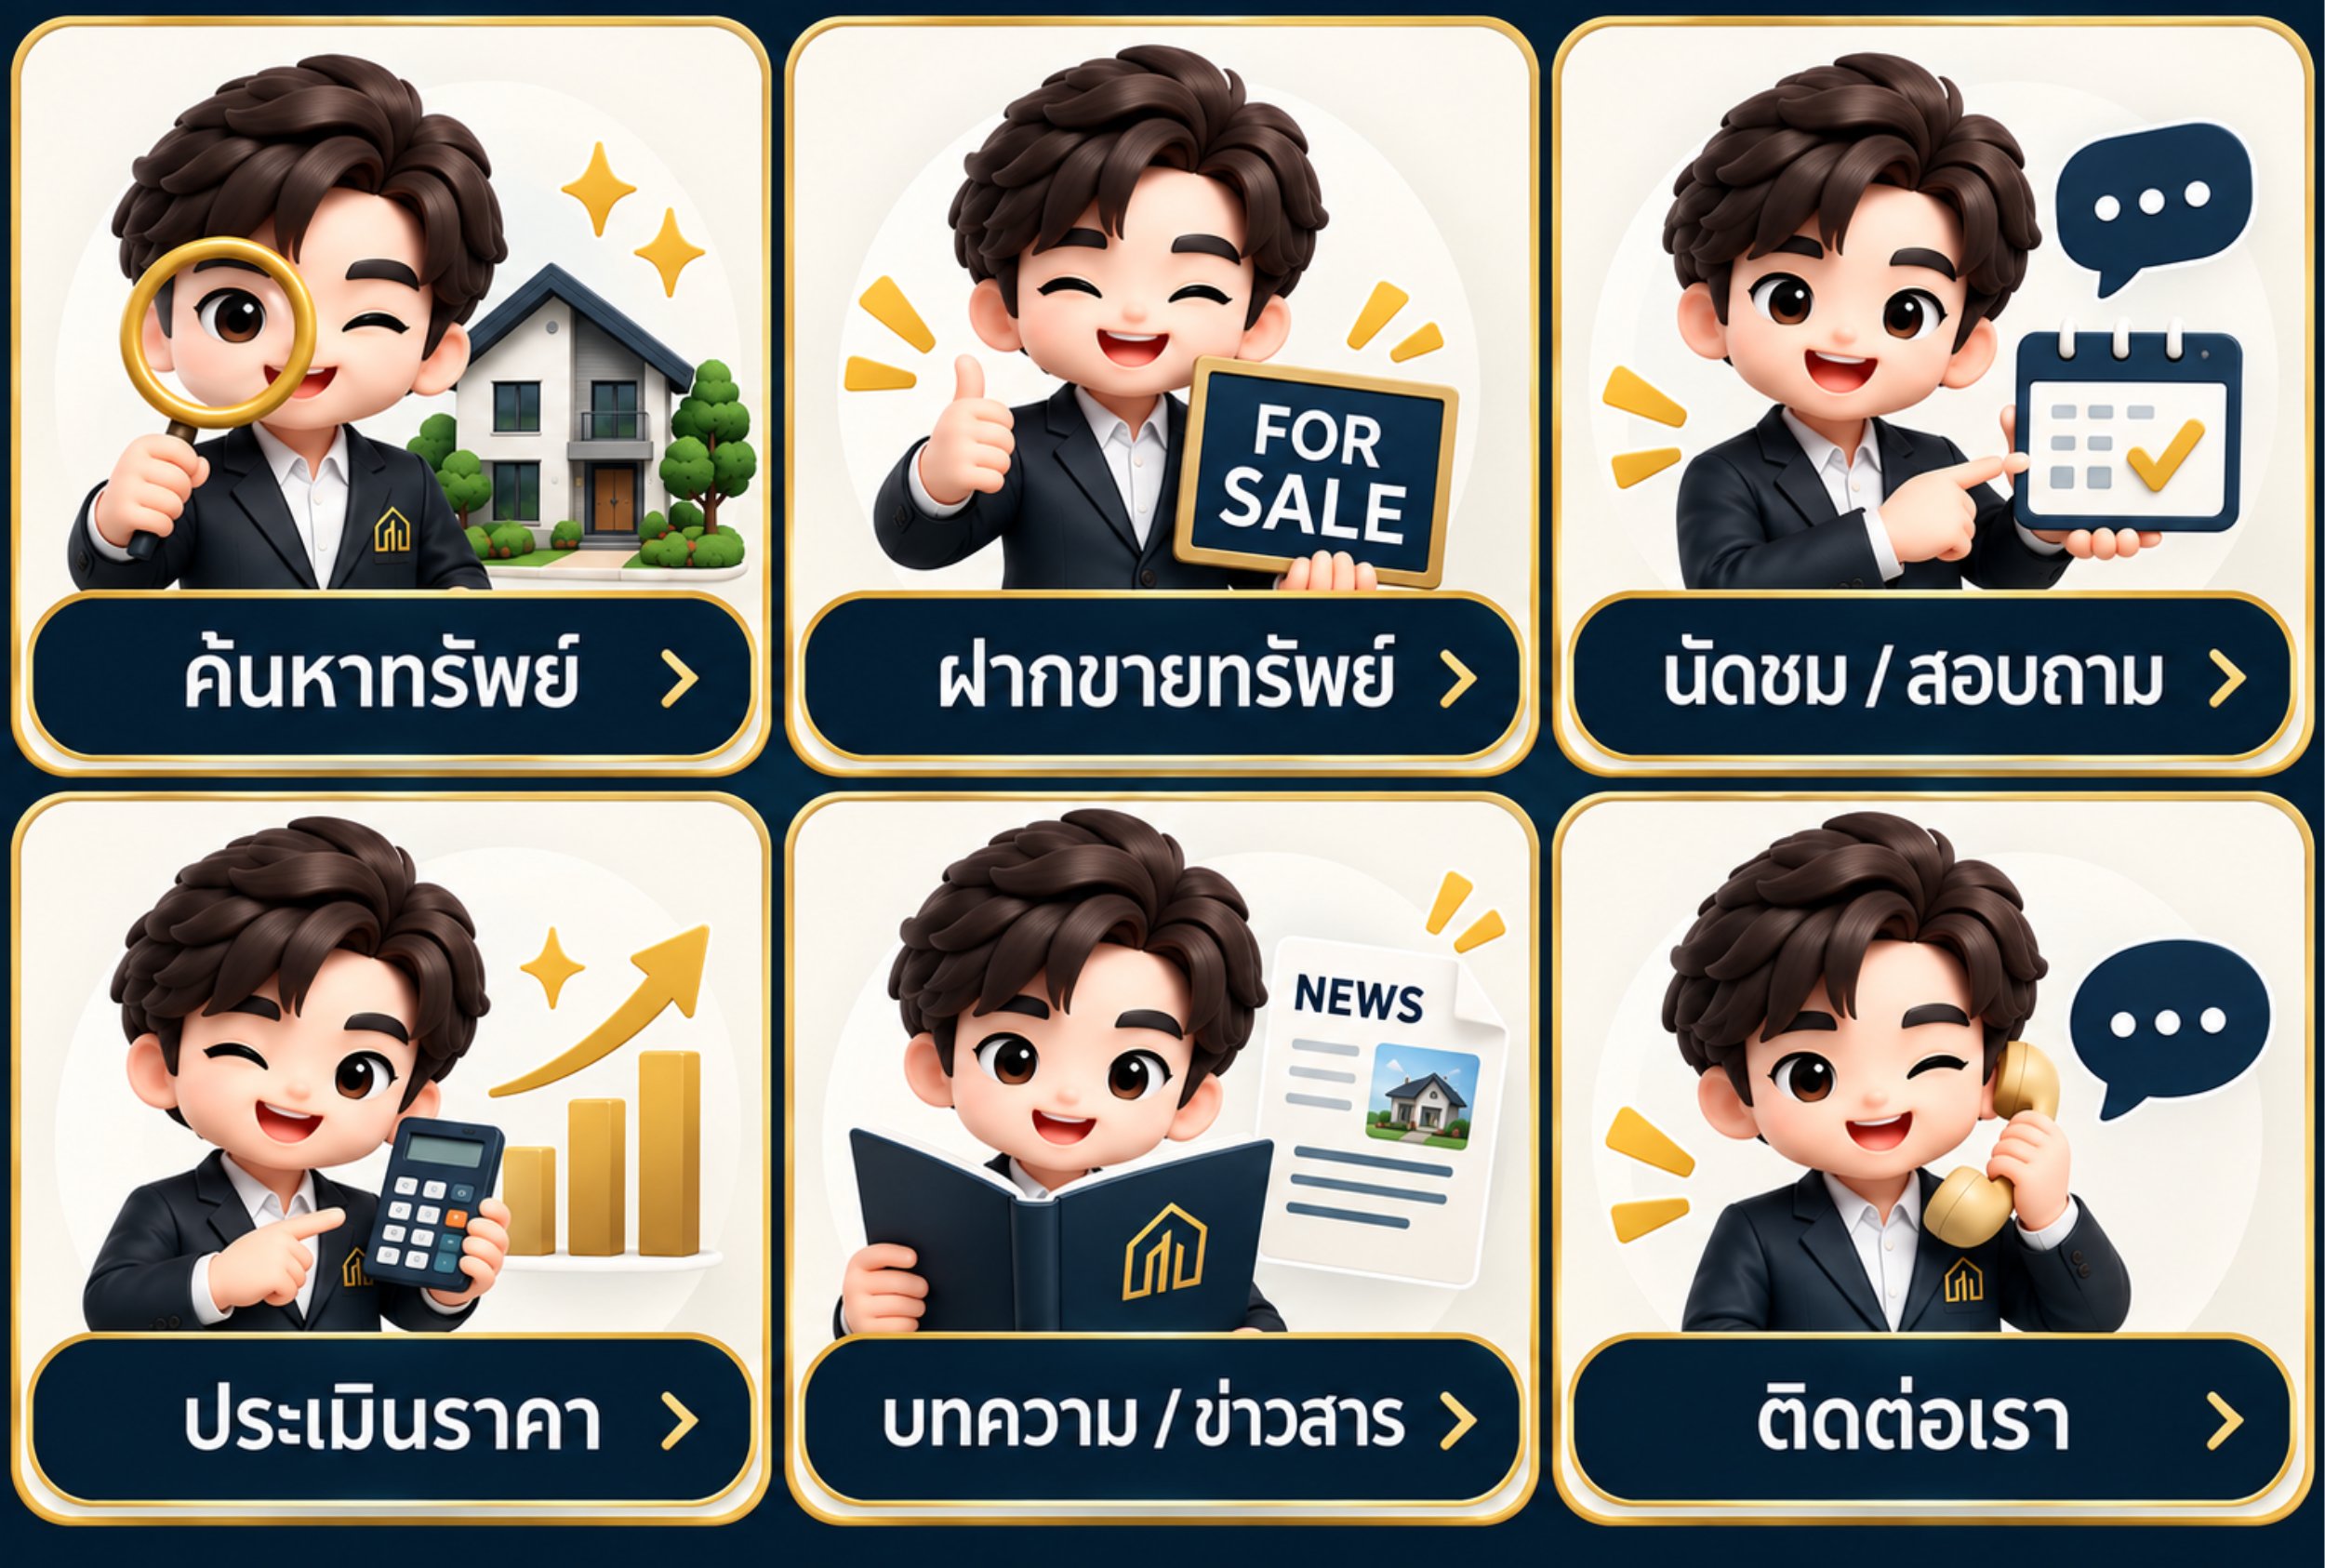 FOR
SALE
ค้นหาทรัพย์
ฝากขายทรัพย์
นัดชม / สอบถาม
NEWS
ประเมินราคา
บทความ / ข่าวสาร
ติดต่อเรา